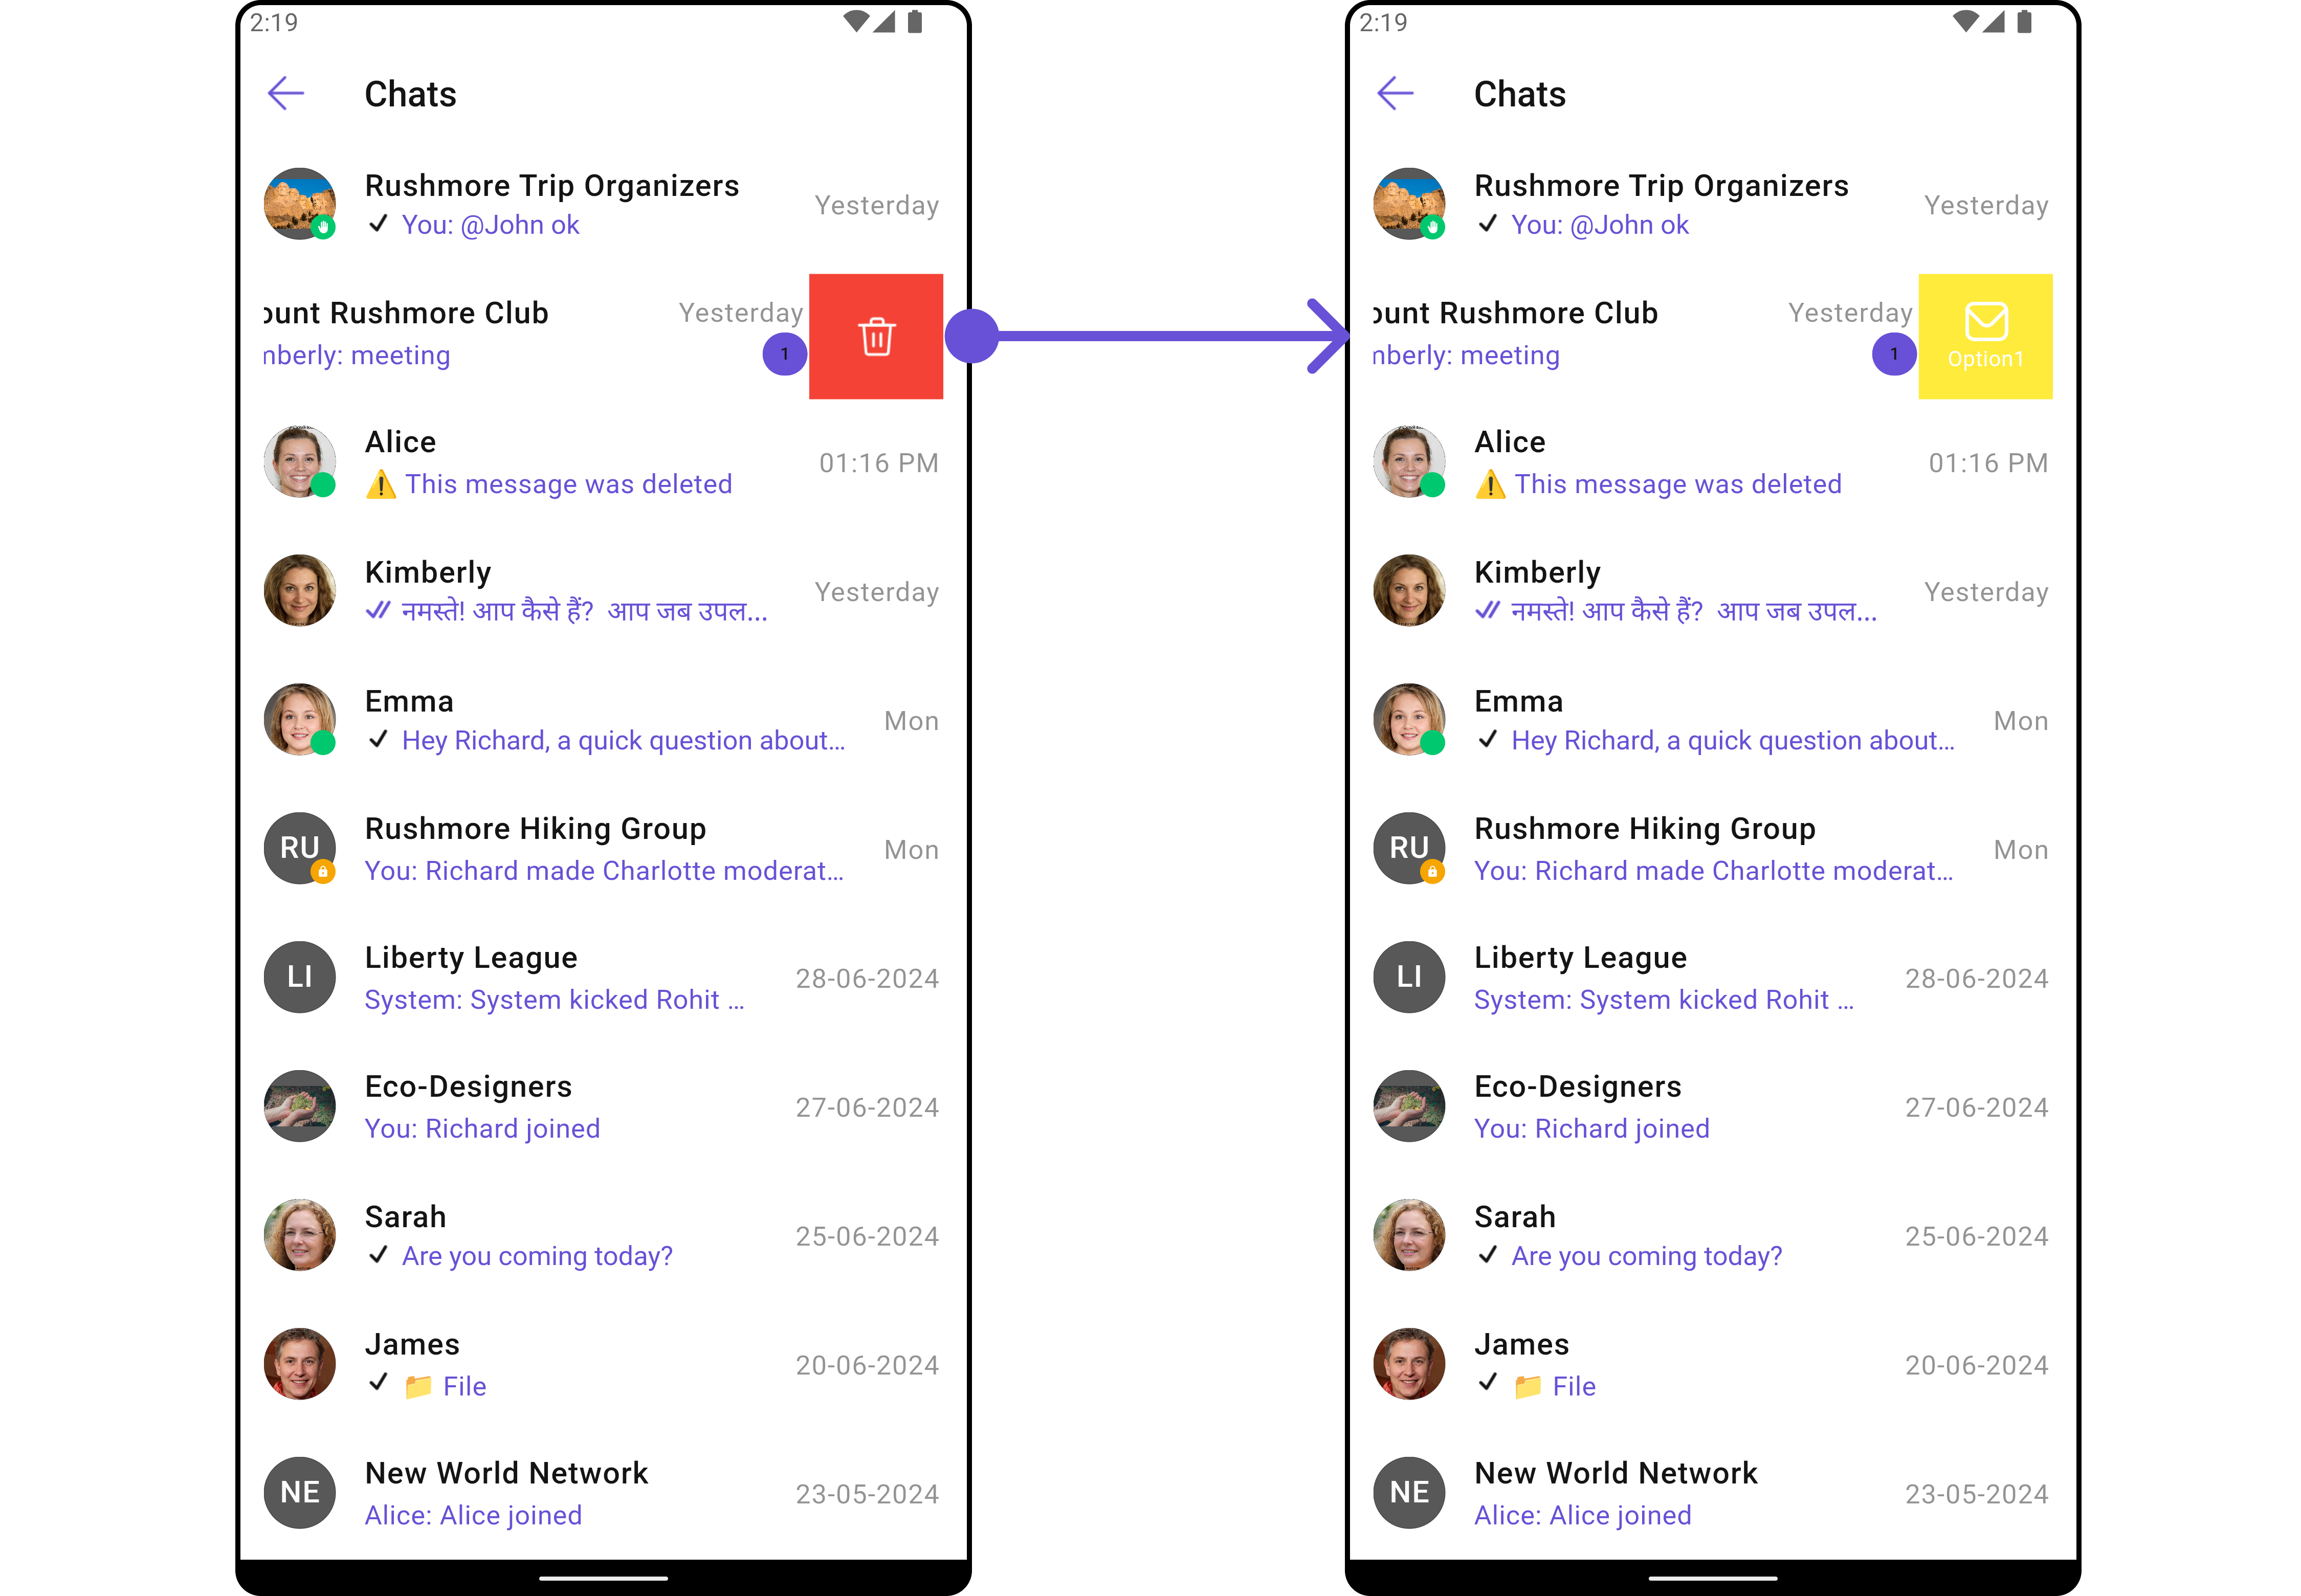 2:19
Chats
Rushmore Trip Organizers
You: @John ok
Yesterday
ount Rushmore Club
Yesterday
mberly: meeting
1
Alice
01:16 PM
⚠️ This message was deleted
Kimberly
Yesterday
नमस्ते! आप कैसे हैं?  आप जब उपल...
Emma
Mon
Hey Richard, a quick question about...
RU
Rushmore Hiking Group
Mon
You: Richard made Charlotte moderat...
LI
Liberty League
28-06-2024
System: System kicked Rohit ...
Eco-Designers
27-06-2024
You: Richard joined
Sarah
25-06-2024
Are you coming today?
James
20-06-2024
📁 File
NE
New World Network
23-05-2024
Alice: Alice joined
2:19
Chats
Rushmore Trip Organizers
You: @John ok
Yesterday
ount Rushmore Club
Yesterday
mberly: meeting
1
Option1
Alice
01:16 PM
⚠️ This message was deleted
Kimberly
Yesterday
नमस्ते! आप कैसे हैं?  आप जब उपल...
Emma
Mon
Hey Richard, a quick question about...
RU
Rushmore Hiking Group
Mon
You: Richard made Charlotte moderat...
LI
Liberty League
28-06-2024
System: System kicked Rohit ...
Eco-Designers
27-06-2024
You: Richard joined
Sarah
25-06-2024
Are you coming today?
James
20-06-2024
📁 File
NE
New World Network
23-05-2024
Alice: Alice joined